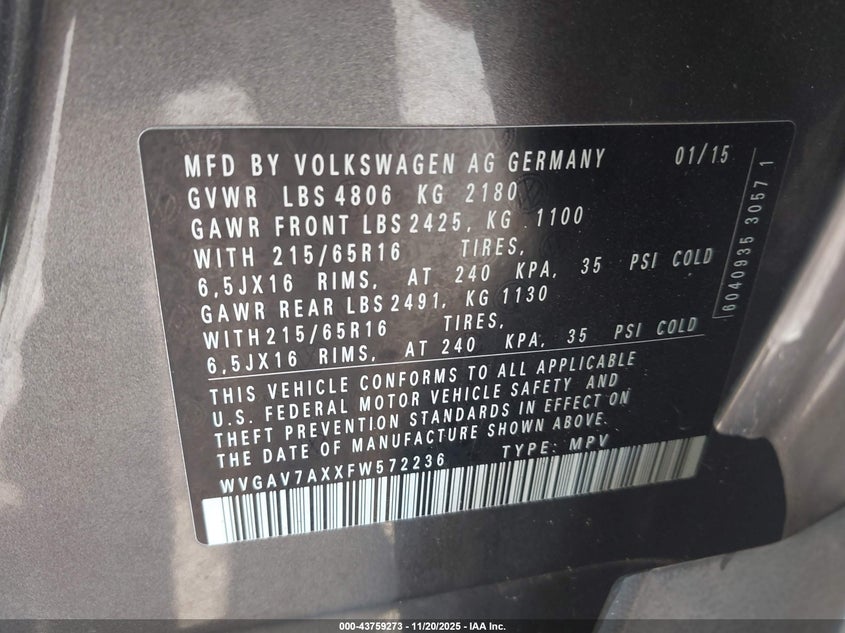 MFD BY VOLKSWAGEN AG GERMANY 01/15
GVWR LBS 4806 KG 2180
GAWR FRONT LBS 2425, KG 1100
WITH 215/65R16 TIRES,
6,5JX16 RIMS, AT 240 KPA, 35 PSI COLD
GAWR REAR LBS 2491, KG 1130
WITH 215/65R16 TIRES,
6,5JX16 RIMS, AT 240 KPA, 35 PSI COLD
THIS VEHICLE CONFORMS TO ALL APPLICABLE
U.S. FEDERAL MOTOR VEHICLE SAFETY AND
THEFT PREVENTION STANDARDS IN EFFECT ON
THE DATE OF MANUFACTURE SHOWN ABOVE.
WVGAV7AXXFW572236 TYPE: MPV
6040935 3057 1
000-43759273 - 11/20/2025 - IAA Inc.